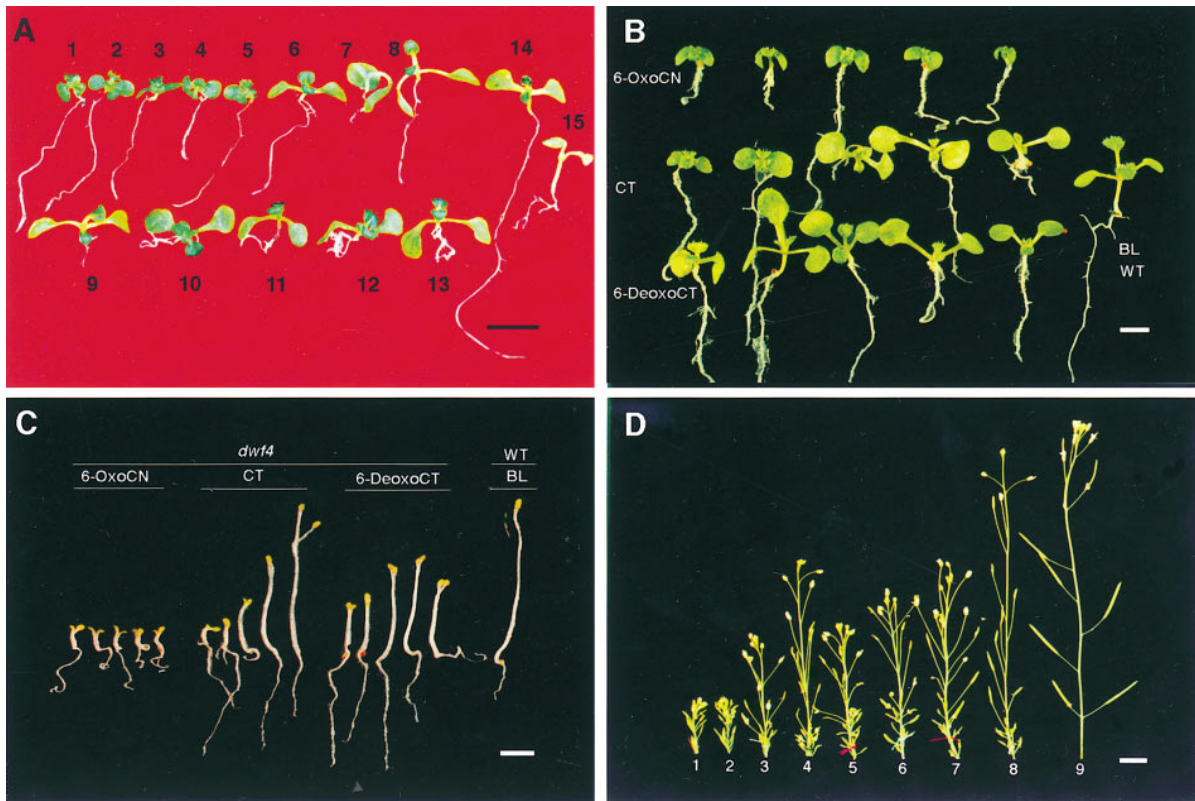 A
1 2 3 4 5 6 7 8 14
15
9 10 11 12 13
B
6-OxoCN
CT
BL
WT
6-DeoxoCT
C
dwf4 WT
6-OxoCN CT 6-DeoxoCT BL
D
1 2 3 4 5 6 7 8 9